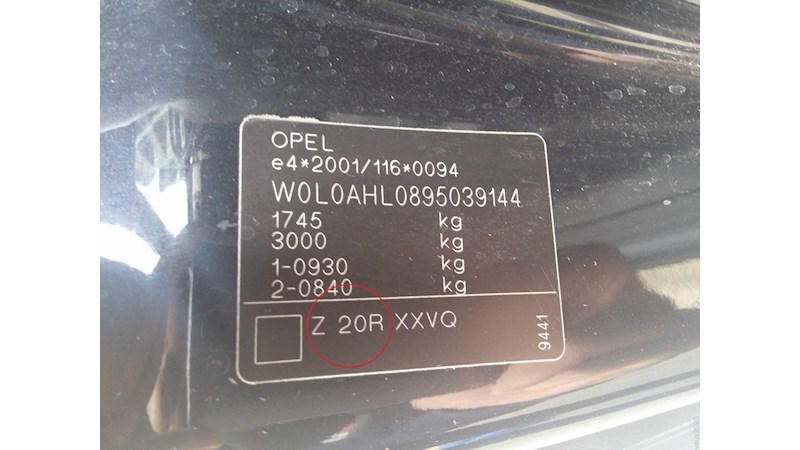 OPEL
e4*2001/116*0094
W0L0AHL0895039144
1745 kg
3000 kg
1-0930 kg
2-0840 kg
Z 20R XXVQ
9441